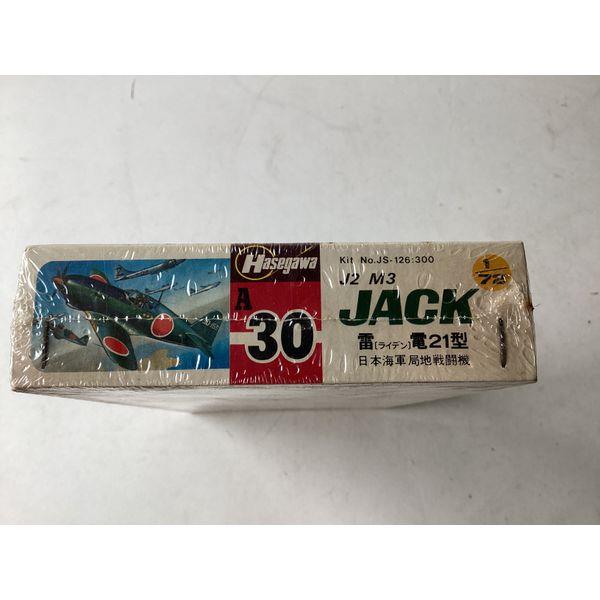 Hasegawa
A
30
Kit No.JS-126:300
J2 M3
JACK
雷[ライデン]電21型
日本海軍局地戦闘機
1/72